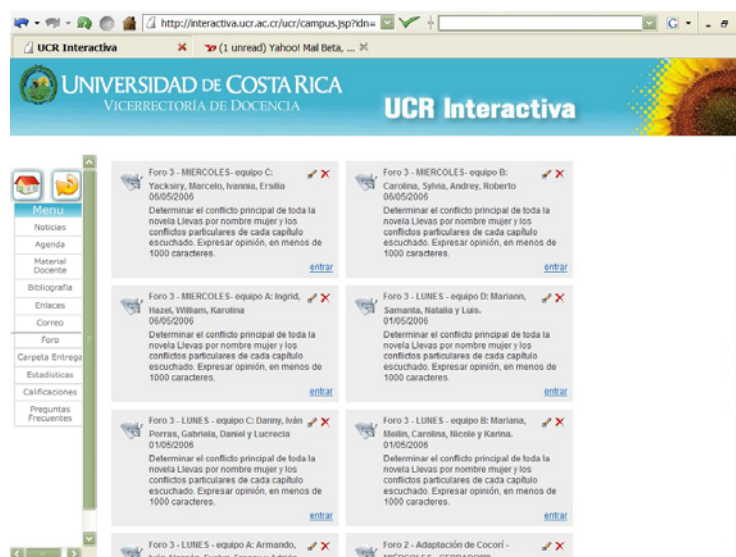 http://interactiva.ucr.ac.cr/ucr/campus.jsp?idn=
G
UCR Interactiva
(1 unread) Yahoo! Mail Beta, ...
UNIVERSIDAD DE COSTA RICA
VICERRECTORÍA DE DOCENCIA
UCR Interactiva
Menu
Noticias
Agenda
Material
Docente
Bibliografía
Enlaces
Correo
Foro
Carpeta Entrega
Estadísticas
Calificaciones
Preguntas
Frecuentes
Foro 3 - MIERCOLES- equipo C:
Yacksiry, Marcelo, Ivannia, Ersilia
06/05/2006
Determinar el conflicto principal de toda la
novela Llevas por nombre mujer y los
conflictos particulares de cada capítulo
escuchado. Expresar opinión, en menos de
1000 caracteres.
entrar
Foro 3 - MIERCOLES- equipo B:
Carolina, Sylvia, Andrey, Roberto
06/05/2006
Determinar el conflicto principal de toda la
novela Llevas por nombre mujer y los
conflictos particulares de cada capítulo
escuchado. Expresar opinión, en menos de
1000 caracteres.
entrar
Foro 3 - MIERCOLES- equipo A: Ingrid,
Hazel, William, Karolina
06/05/2006
Determinar el conflicto principal de toda la
novela Llevas por nombre mujer y los
conflictos particulares de cada capítulo
escuchado. Expresar opinión, en menos de
1000 caracteres.
entrar
Foro 3 - LUNES - equipo D: Mariann,
Samanta, Natalia y Luis.
01/05/2006
Determinar el conflicto principal de toda la
novela Llevas por nombre mujer y los
conflictos particulares de cada capítulo
escuchado. Expresar opinión, en menos de
1000 caracteres.
entrar
Foro 3 - LUNES - equipo C: Danny, Iván
Porras, Gabriela, Daniel y Lucrecia
01/05/2006
Determinar el conflicto principal de toda la
novela Llevas por nombre mujer y los
conflictos particulares de cada capítulo
escuchado. Expresar opinión, en menos de
1000 caracteres.
entrar
Foro 3 - LUNES - equipo B: Mariana,
Meilin, Carolina, Nicole y Karina.
01/05/2006
Determinar el conflicto principal de toda la
novela Llevas por nombre mujer y los
conflictos particulares de cada capítulo
escuchado. Expresar opinión, en menos de
1000 caracteres.
entrar
Foro 3 - LUNES - equipo A: Armando,
Foro 2 - Adaptación de Cocorí -